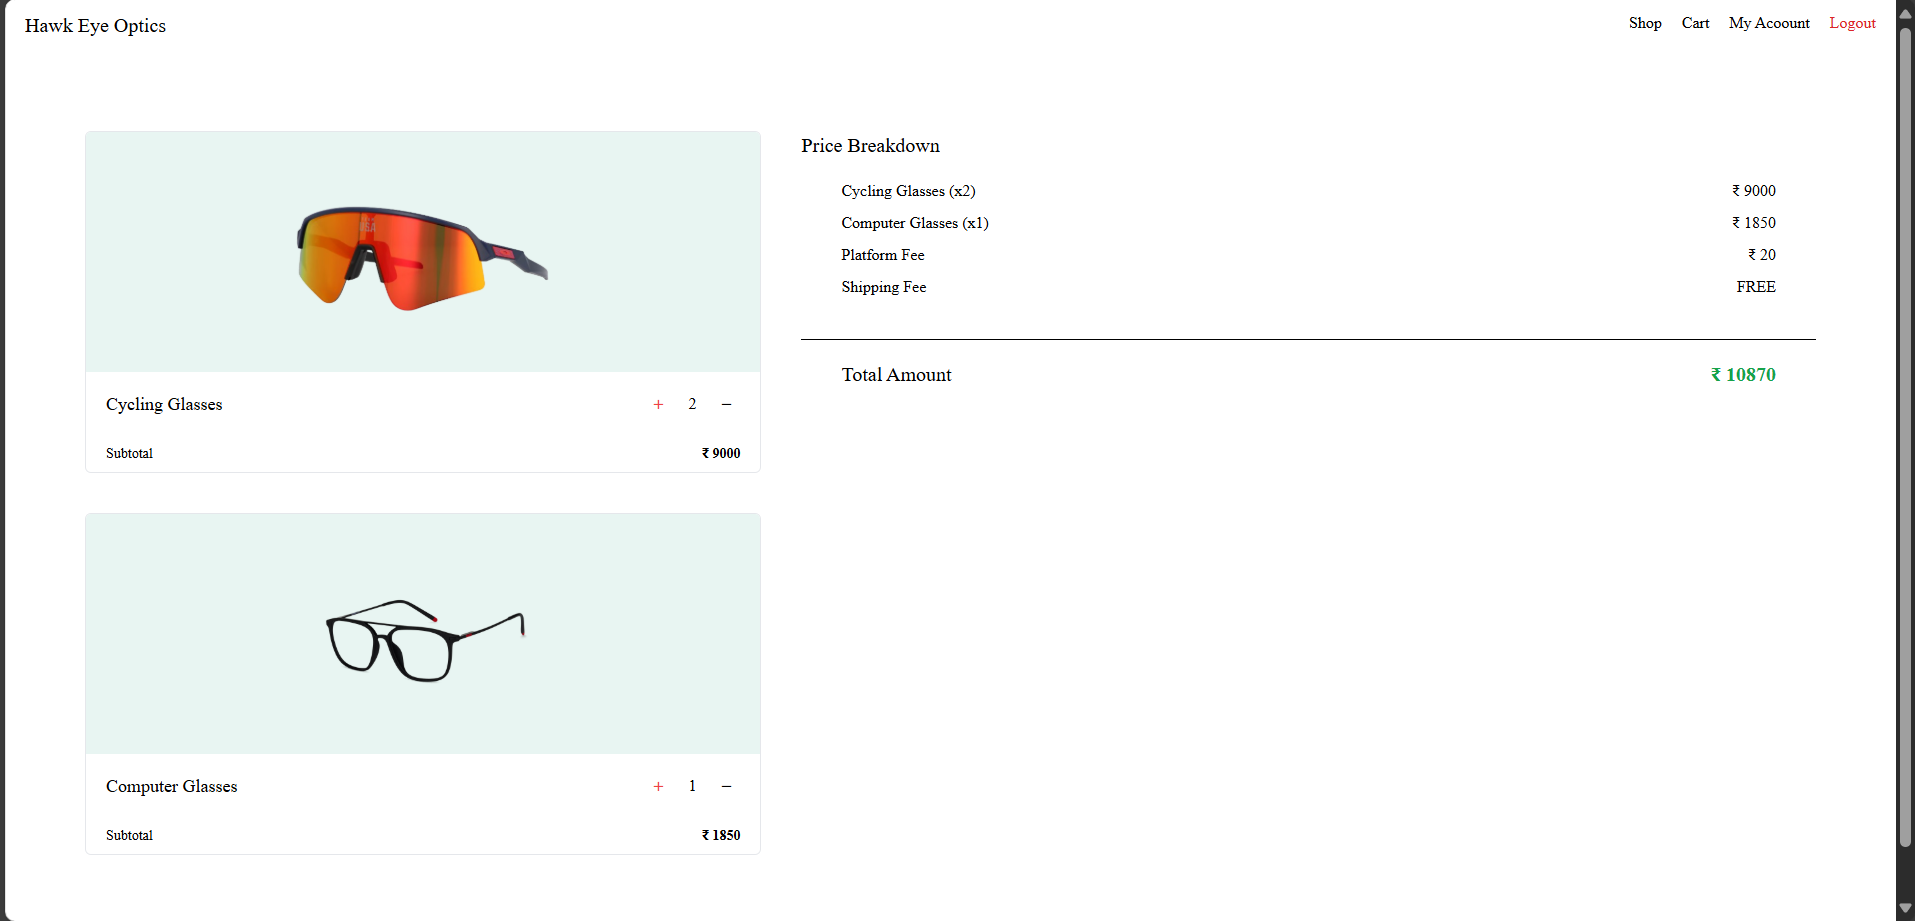 Hawk Eye Optics
Shop Cart My Acoount Logout
Cycling Glasses + 2 −
Subtotal ₹ 9000
Computer Glasses + 1 −
Subtotal ₹ 1850
Price Breakdown
Cycling Glasses (x2) ₹ 9000
Computer Glasses (x1) ₹ 1850
Platform Fee ₹ 20
Shipping Fee FREE
Total Amount ₹ 10870